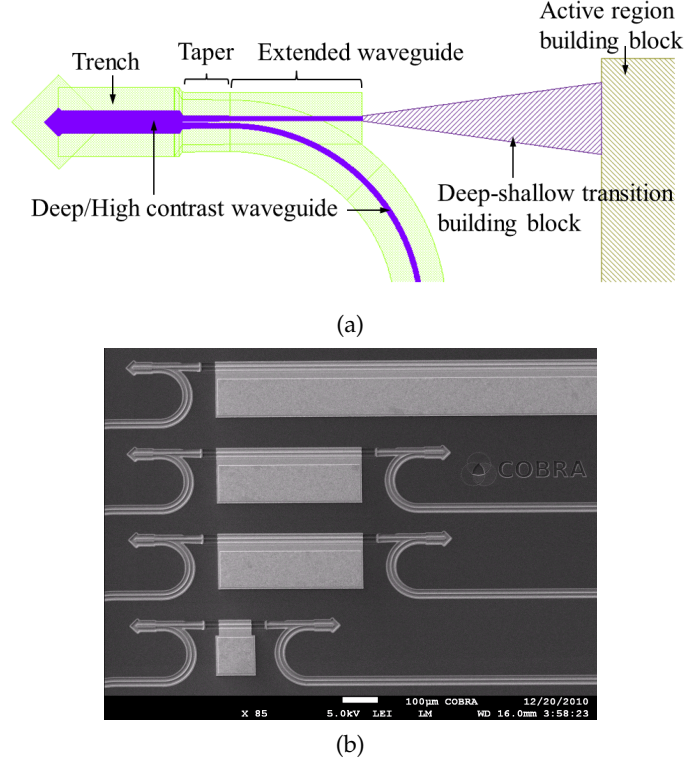 Active region
building block
Taper
Extended waveguide
Trench
Deep/High contrast waveguide
Deep-shallow transition
building block
(a)
COBRA
100µm COBRA 12/20/2010
X 85 5.0kV LEI LM WD 16.0mm 3:58:23
(b)